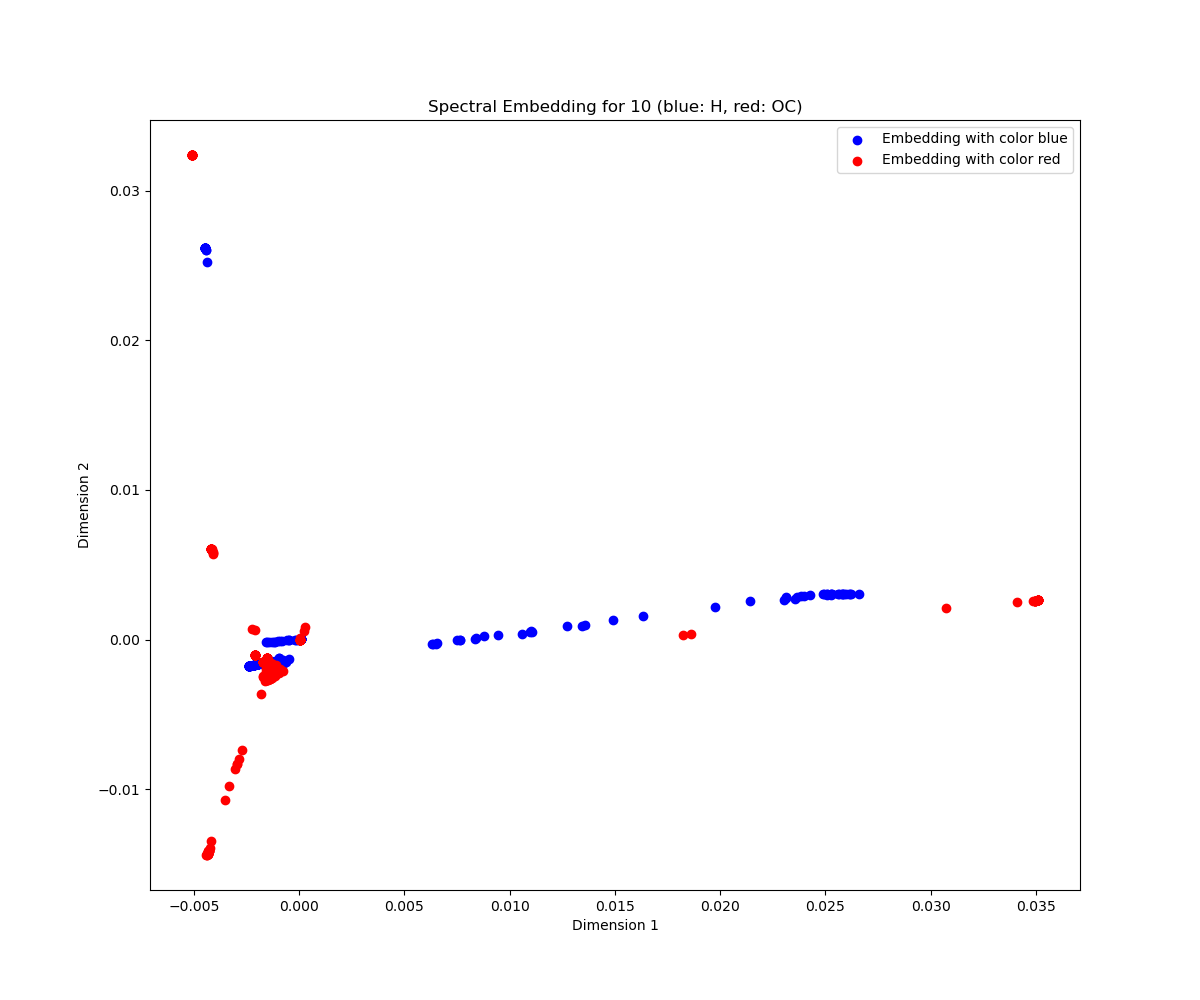 Spectral Embedding for 10 (blue: H, red: OC)
Embedding with color blue
Embedding with color red
0.03
0.02
0.01
0.00
−0.01
Dimension 2
−0.005 0.000 0.005 0.010 0.015 0.020 0.025 0.030 0.035
Dimension 1